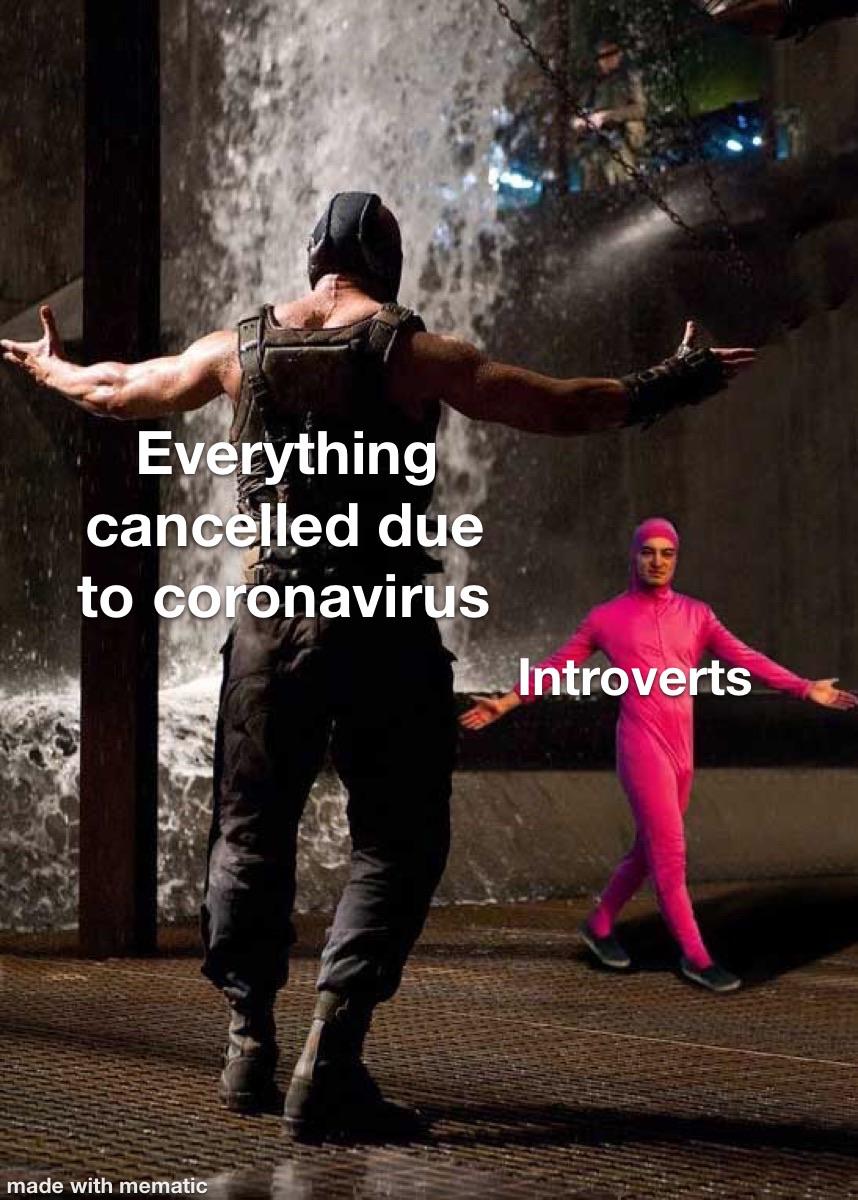 Everything
cancelled due
to coronavirus
Introverts
made with mematic